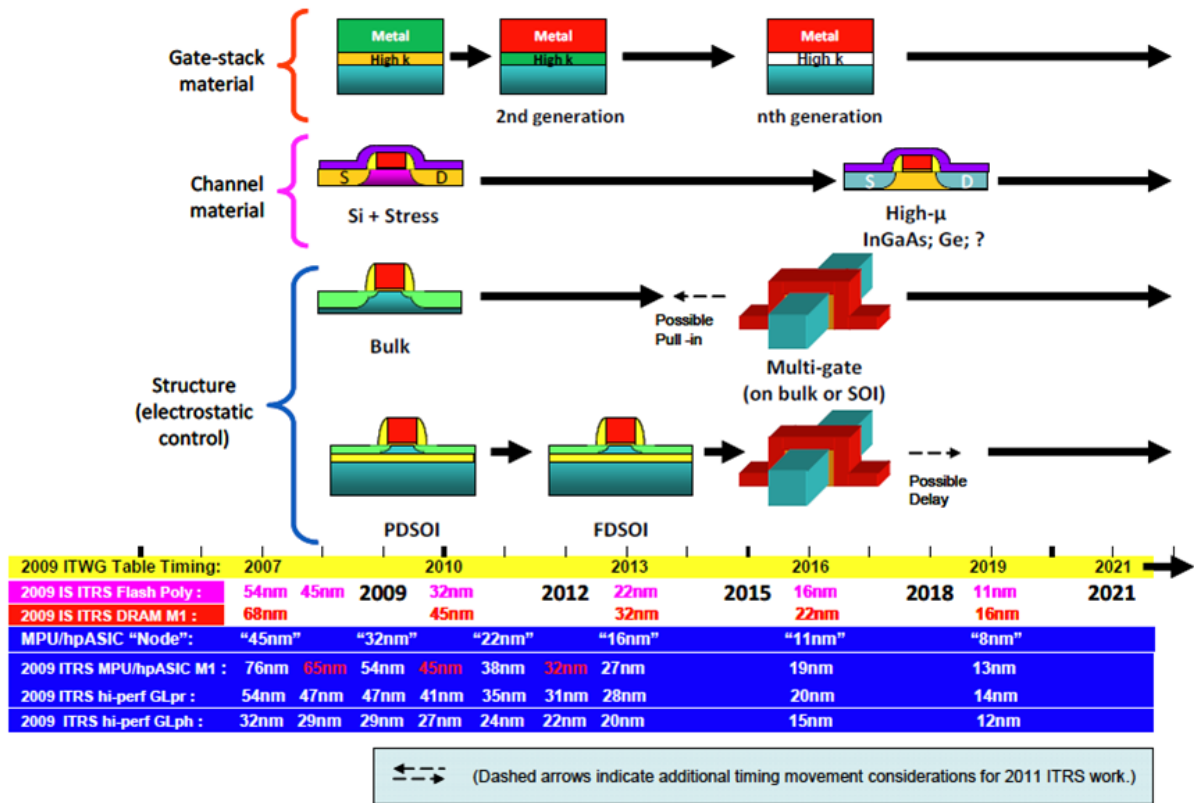 Gate-stack
material
Metal
High k
Metal
High k
2nd generation
Metal
High k
nth generation
Channel
material
S D
Si + Stress
S D
High-μ
InGaAs; Ge; ?
Structure
(electrostatic
control)
Bulk
Possible
Pull -in
Multi-gate
(on bulk or SOI)
PDSOI
FDSOI
Possible
Delay
2009 ITWG Table Timing: 2007 2010 2013 2016 2019 2021
2009 IS ITRS Flash Poly : 54nm 45nm 2009 32nm 2012 22nm 2015 16nm 2018 11nm 2021
2009 IS ITRS DRAM M1 : 68nm 45nm 32nm 22nm 16nm
MPU/hpASIC “Node”: “45nm” “32nm” “22nm” “16nm” “11nm” “8nm”
2009 ITRS MPU/hpASIC M1 : 76nm 65nm 54nm 45nm 38nm 32nm 27nm 19nm 13nm
2009 ITRS hi-perf GLpr : 54nm 47nm 47nm 41nm 35nm 31nm 28nm 20nm 14nm
2009 ITRS hi-perf GLph : 32nm 29nm 29nm 27nm 24nm 22nm 20nm 15nm 12nm
(Dashed arrows indicate additional timing movement considerations for 2011 ITRS work.)